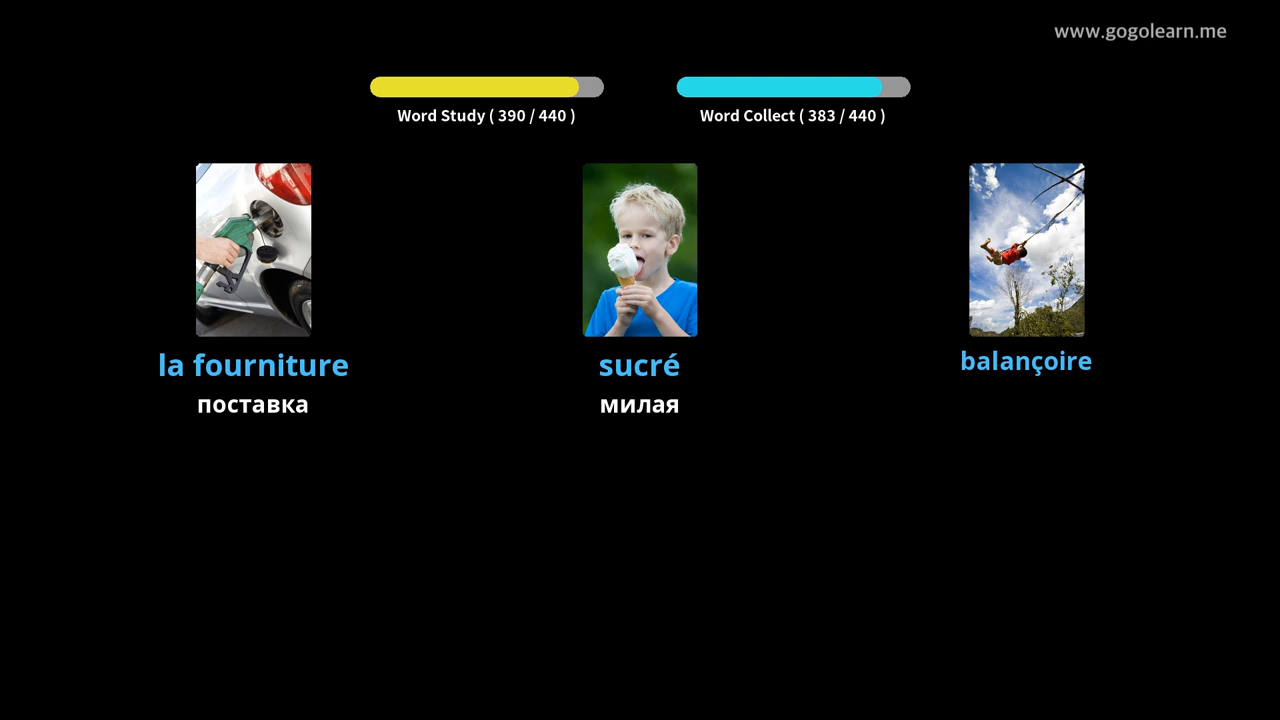 www.gogolearn.me
Word Study ( 390 / 440 )
Word Collect ( 383 / 440 )
la fourniture
поставка
sucré
милая
balançoire